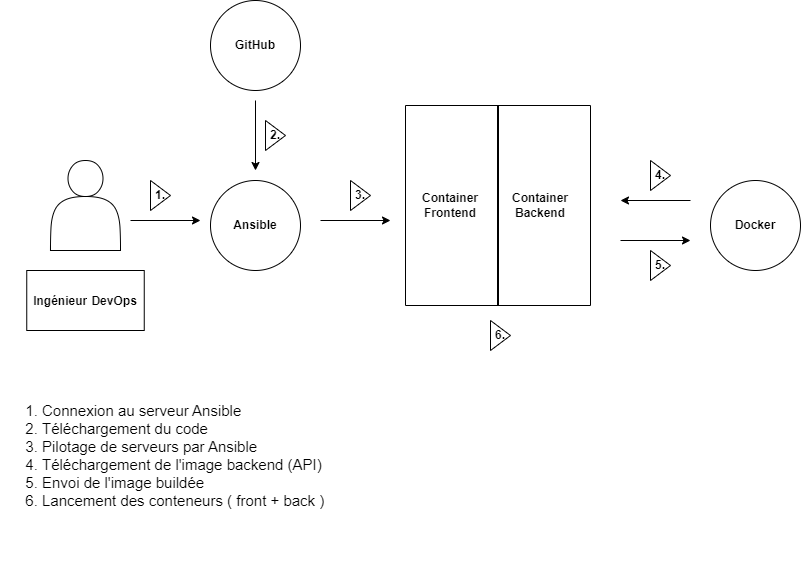 GitHub
2.
1.
3.
4.
Container
Frontend
Container
Backend
Ansible
Docker
5.
Ingénieur DevOps
6.
1. Connexion au serveur Ansible
2. Téléchargement du code
3. Pilotage de serveurs par Ansible
4. Téléchargement de l'image backend (API)
5. Envoi de l'image buildée
6. Lancement des conteneurs ( front + back )